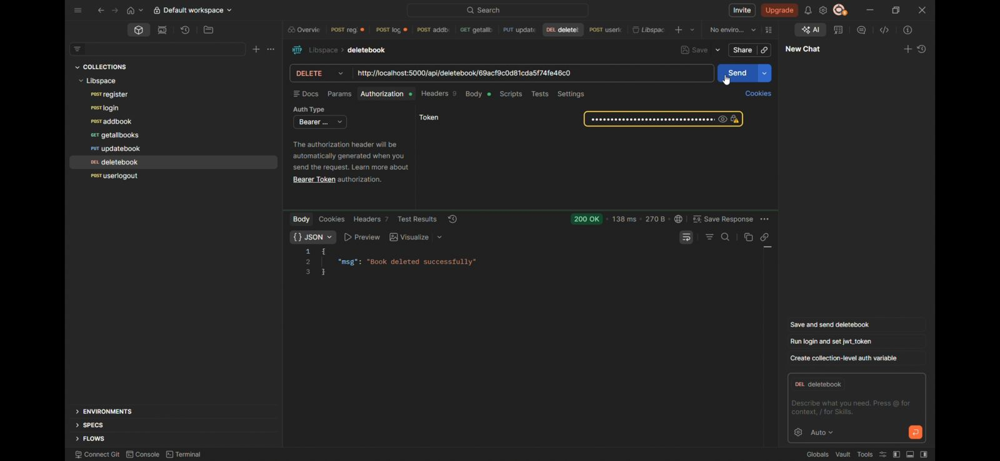 Default workspace
Search
Invite
Upgrade
Overvie
POST reg
POST log
POST addb
GET getallb
PUT update
DEL delete
POST userl
Libspac
No enviro...
AI
Libspace > deletebook
Save
Share
New Chat
COLLECTIONS
Libspace
POST register
POST login
POST addbook
GET getallbooks
PUT updatebook
DEL deletebook
POST userlogout
DELETE
http://localhost:5000/api/deletebook/69acf9c0d81cda5f74fe46c0
Send
Docs Params Authorization Headers 9 Body Scripts Tests Settings
Cookies
Auth Type
Bearer ...
Token
The authorization header will be
automatically generated when you
send the request. Learn more about
Bearer Token authorization.
Body Cookies Headers 7 Test Results
200 OK • 138 ms • 270 B
e.g. Save Response
{} JSON
Preview
Visualize
1 {
2 "msg": "Book deleted successfully"
3 }
Save and send deletebook
Run login and set jwt_token
Create collection-level auth variable
DEL deletebook
Describe what you need. Press @ for
context, / for Skills.
Auto
ENVIRONMENTS
SPECS
FLOWS
Connect Git Console Terminal
Globals Vault Tools